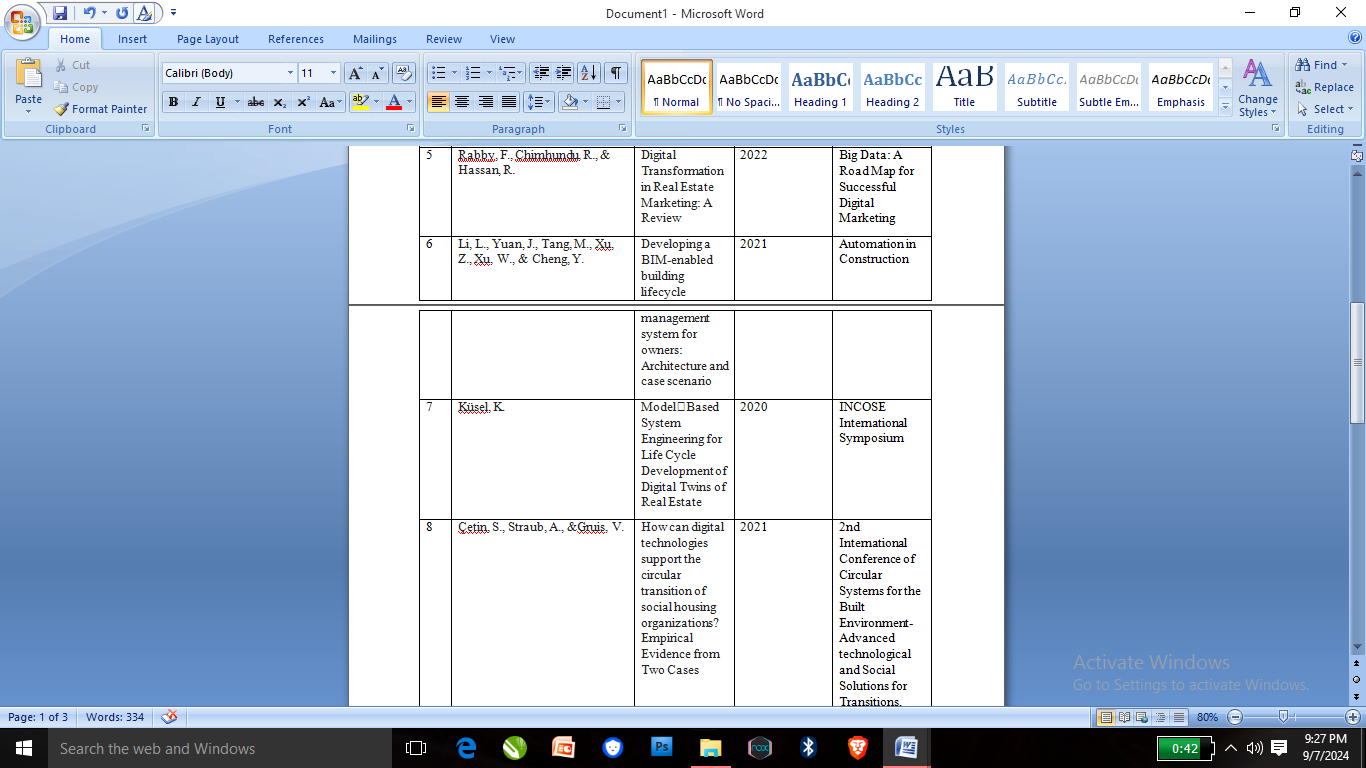 Document1 - Microsoft Word
Home Insert Page Layout References Mailings Review View
Paste
Cut
Copy
Format Painter
Clipboard
Calibri (Body) 11
B I U abc x₂ x² Aa ab A
Font
Paragraph
AaBbCcDc AaBbCcDc AaBbC AaBbCc AaB AaBbCc. AaBbCcDc AaBbCcDc
¶ Normal ¶ No Spaci... Heading 1 Heading 2 Title Subtitle Subtle Em... Emphasis
Change
Styles
Styles
Find
Replace
Select
Editing
5
Rabby, F., Chimhundu, R., &
Hassan, R.
Digital
Transformation
in Real Estate
Marketing: A
Review
2022
Big Data: A
Road Map for
Successful
Digital
Marketing
6
Li, L., Yuan, J., Tang, M., Xu,
Z., Xu, W., & Cheng, Y.
Developing a
BIM-enabled
building
lifecycle
2021
Automation in
Construction
management
system for
owners:
Architecture and
case scenario
7
Küsel, K.
Model□Based
System
Engineering for
Life Cycle
Development of
Digital Twins of
Real Estate
2020
INCOSE
International
Symposium
8
Çetin, S., Straub, A., &Gruis, V.
How can digital
technologies
support the
circular
transition of
social housing
organizations?
Empirical
Evidence from
Two Cases
2021
2nd
International
Conference of
Circular
Systems for the
Built
Environment-
Advanced
technological
and Social
Solutions for
Transitions.
Activate Windows
Go to Settings to activate Windows.
Page: 1 of 3 Words: 334
80%
Search the web and Windows
Ps
rox
0:42
9:27 PM
9/7/2024